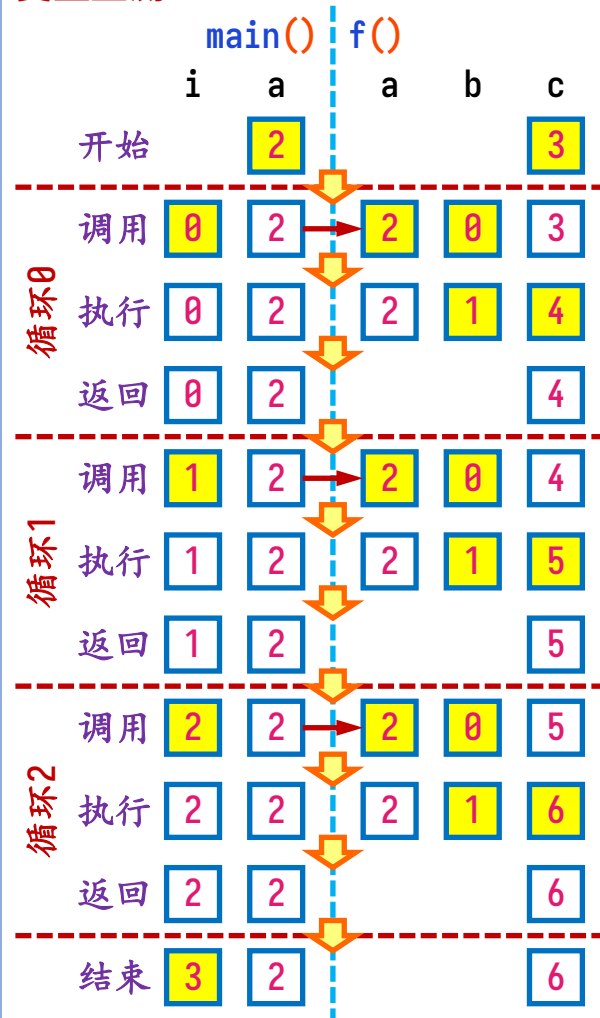 main() f()
i a a b c
开始 2 3
调用 0 2 2 0 3
循环0
执行 0 2 2 1 4
返回 0 2 4
调用 1 2 2 0 4
循环1
执行 1 2 2 1 5
返回 1 2 5
调用 2 2 2 0 5
循环2
执行 2 2 2 1 6
返回 2 2 6
结束 3 2 6